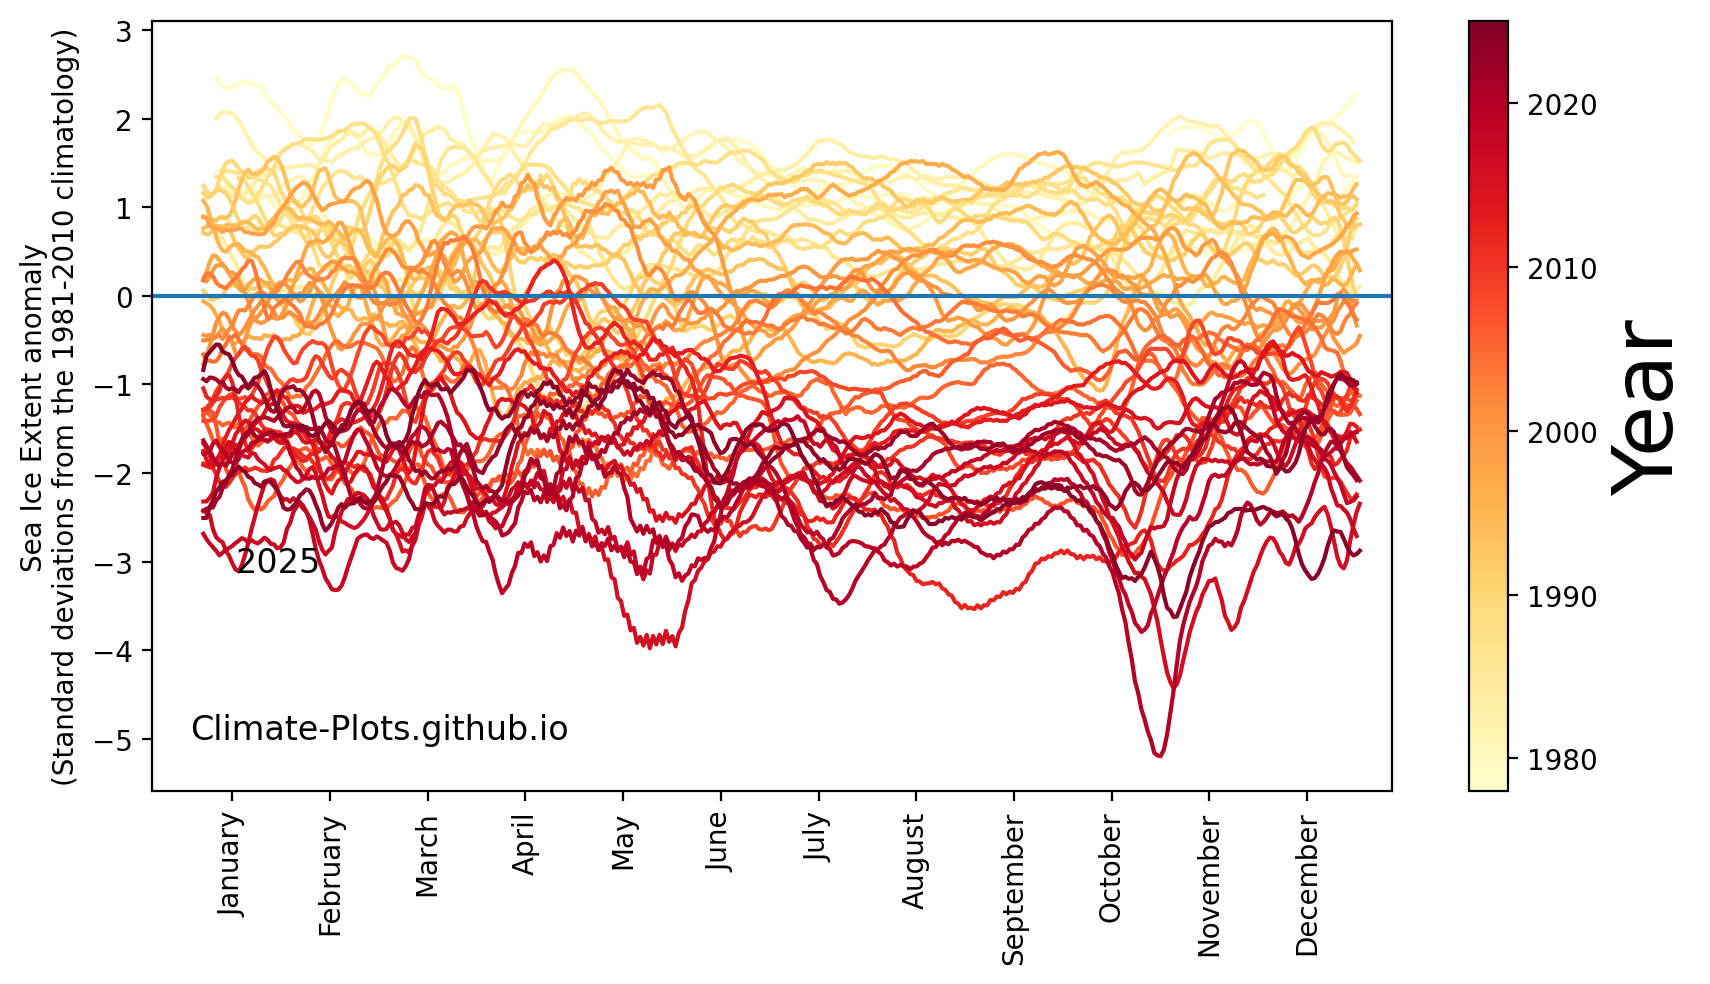 Sea Ice Extent anomaly
(Standard deviations from the 1981-2010 climatology)
3
2
1
0
−1
−2
−3
−4
−5
2025
Climate-Plots.github.io
January
February
March
April
May
June
July
August
September
October
November
December
2020
2010
2000
1990
1980
Year